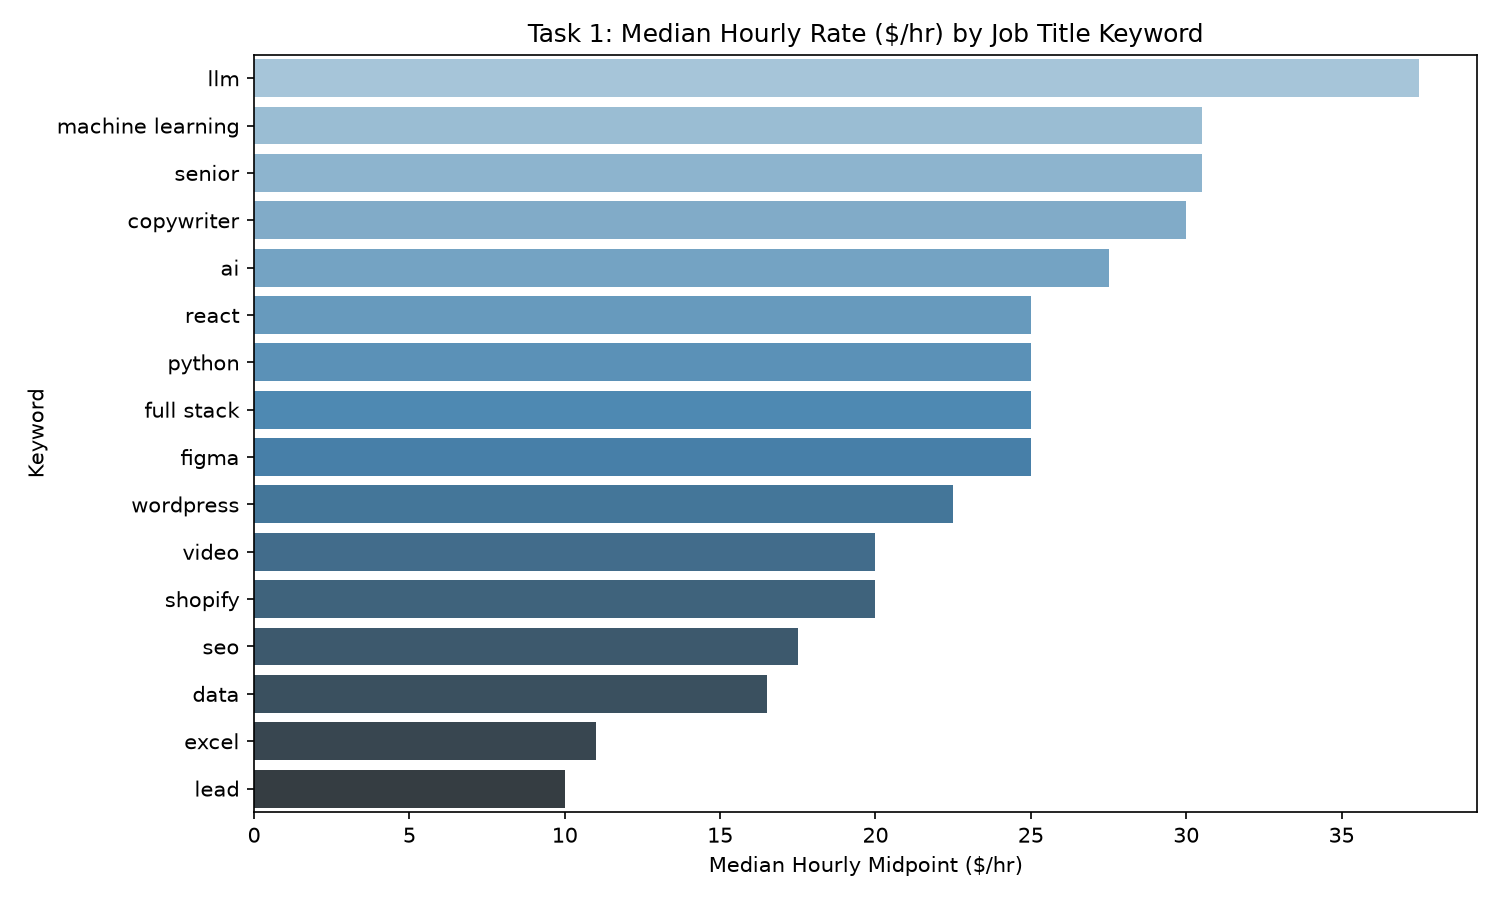 Task 1: Median Hourly Rate ($/hr) by Job Title Keyword
Keyword
llm
machine learning
senior
copywriter
ai
react
python
full stack
figma
wordpress
video
shopify
seo
data
excel
lead
0 5 10 15 20 25 30 35
Median Hourly Midpoint ($/hr)